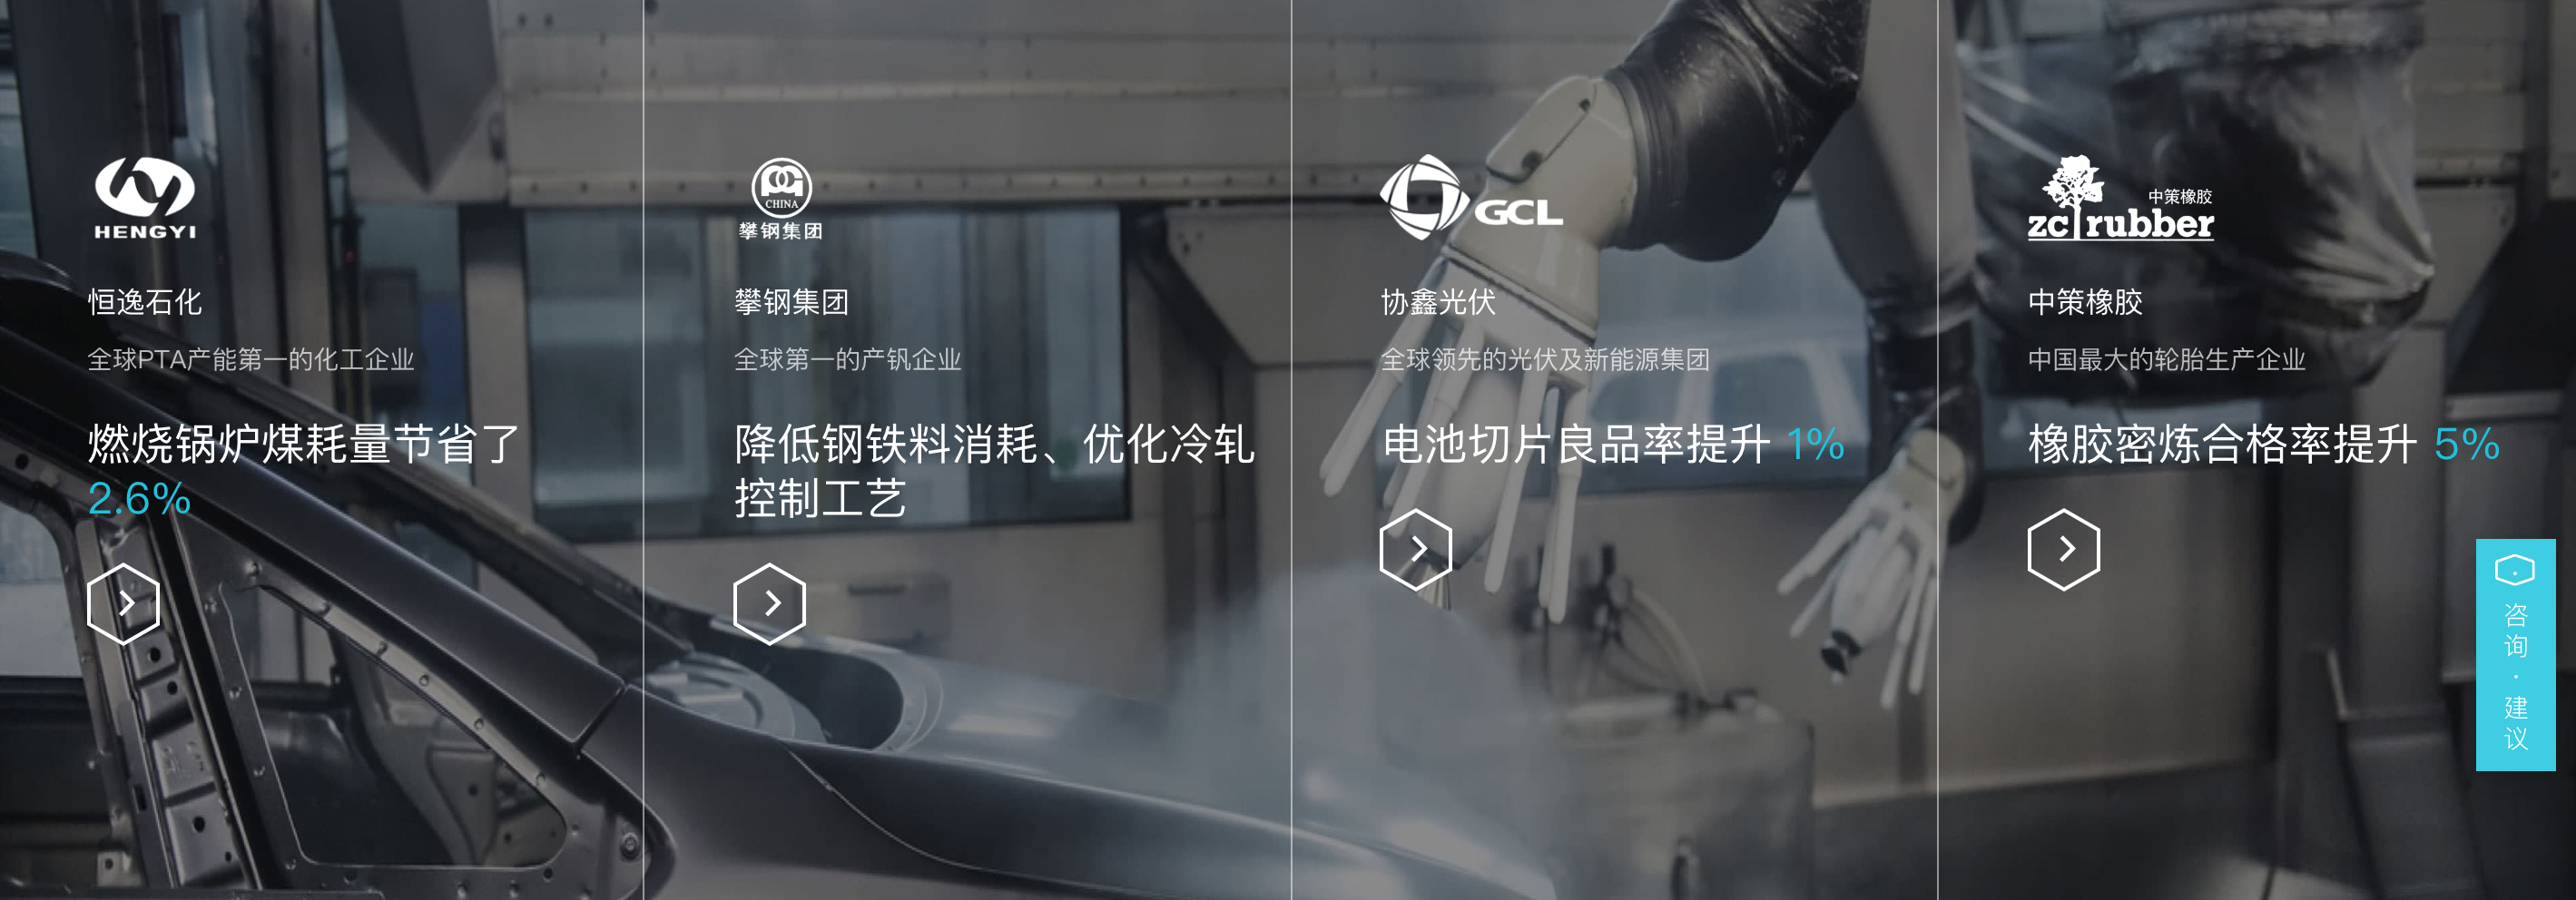 HENGYI
恒逸石化
全球PTA产能第一的化工企业
燃烧锅炉煤耗量节省了
2.6%
CHINA
攀钢集团
攀钢集团
全球第一的产钒企业
降低钢铁料消耗、优化冷轧
控制工艺
GCL
协鑫光伏
全球领先的光伏及新能源集团
电池切片良品率提升 1%
中策橡胶
zc rubber
中策橡胶
中国最大的轮胎生产企业
橡胶密炼合格率提升 5%
咨询·建议